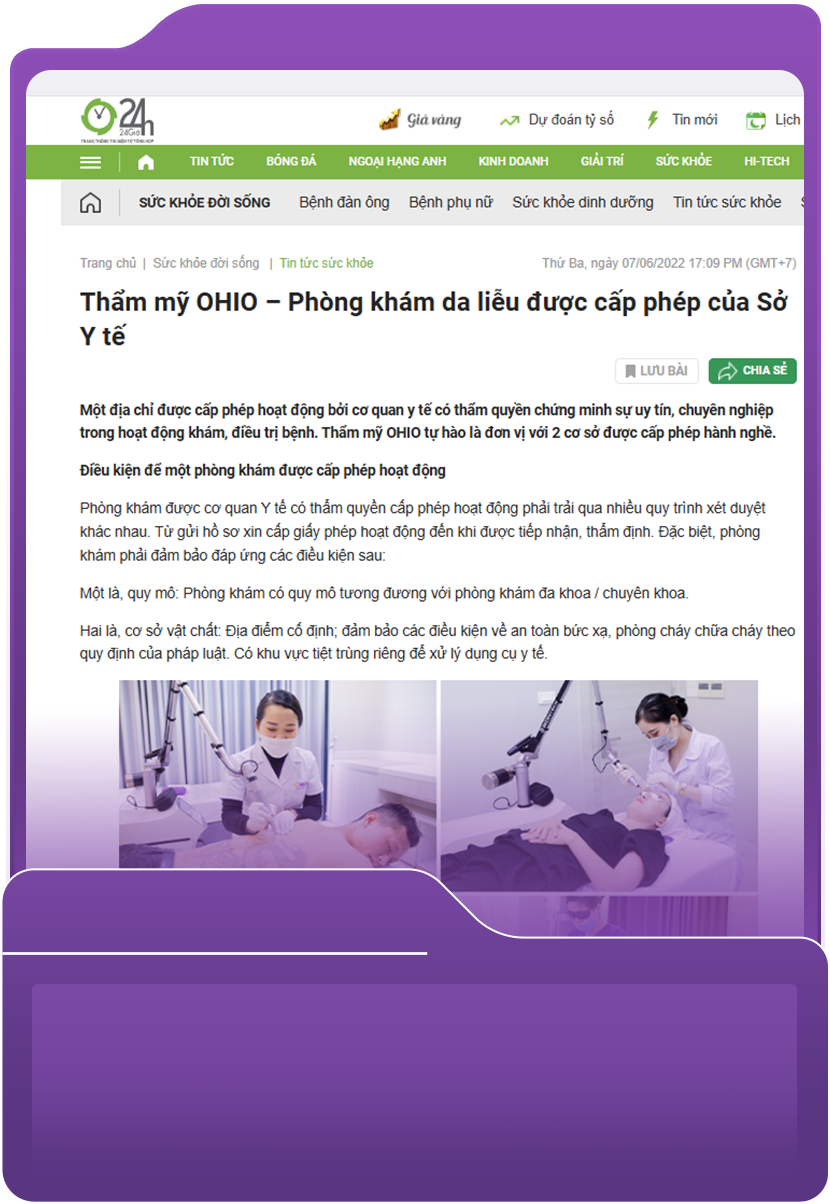 24h
24Giờ
TRANG THÔNG TIN ĐIỆN TỬ TỔNG HỢP
Giá vàng
Dự đoán tỷ số
Tin mới
Lịch
TIN TỨC
BÓNG ĐÁ
NGOẠI HẠNG ANH
KINH DOANH
GIẢI TRÍ
SỨC KHỎE
HI-TECH
SỨC KHỎE ĐỜI SỐNG
Bệnh đàn ông
Bệnh phụ nữ
Sức khỏe dinh dưỡng
Tin tức sức khỏe
Trang chủ | Sức khỏe đời sống | Tin tức sức khỏe
Thứ Ba, ngày 07/06/2022 17:09 PM (GMT+7)
Thẩm mỹ OHIO – Phòng khám da liễu được cấp phép của Sở
Y tế
LƯU BÀI
CHIA SẺ
Một địa chỉ được cấp phép hoạt động bởi cơ quan y tế có thẩm quyền chứng minh sự uy tín, chuyên nghiệp
trong hoạt động khám, điều trị bệnh. Thẩm mỹ OHIO tự hào là đơn vị với 2 cơ sở được cấp phép hành nghề.
Điều kiện để một phòng khám được cấp phép hoạt động
Phòng khám được cơ quan Y tế có thẩm quyền cấp phép hoạt động phải trải qua nhiều quy trình xét duyệt
khác nhau. Từ gửi hồ sơ xin cấp giấy phép hoạt động đến khi được tiếp nhận, thẩm định. Đặc biệt, phòng
khám phải đảm bảo đáp ứng các điều kiện sau:
Một là, quy mô: Phòng khám có quy mô tương đương với phòng khám đa khoa / chuyên khoa.
Hai là, cơ sở vật chất: Địa điểm cố định; đảm bảo các điều kiện về an toàn bức xạ, phòng cháy chữa cháy theo
quy định của pháp luật. Có khu vực tiệt trùng riêng để xử lý dụng cụ y tế.